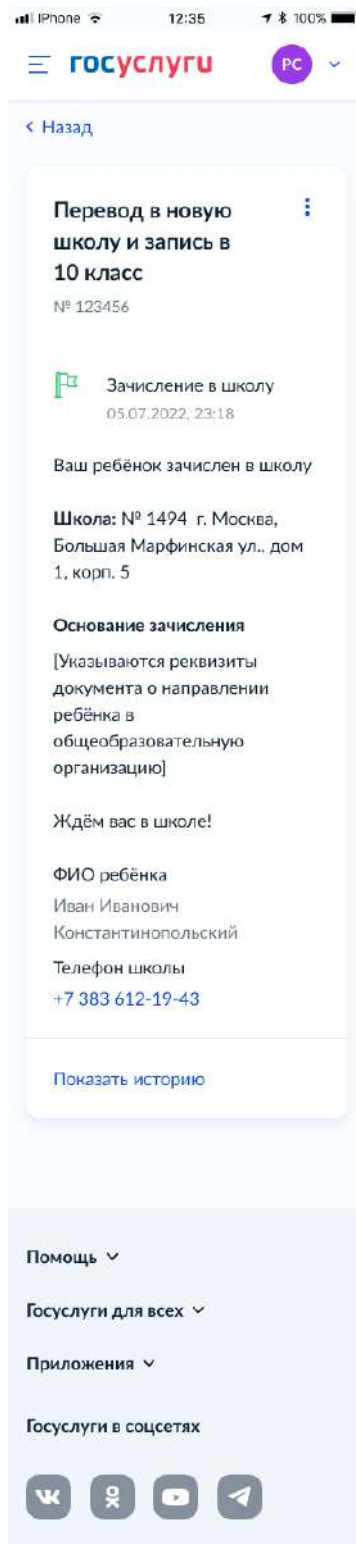 iPhone 12:35 100%
госуслуги РС
Назад
Перевод в новую
школу и запись в
10 класс
№ 123456
Зачисление в школу
05.07.2022, 23:18
Ваш ребёнок зачислен в школу
Школа: № 1494 г. Москва,
Большая Марфинская ул., дом
1, корп. 5
Основание зачисления
[Указываются реквизиты
документа о направлении
ребёнка в
общеобразовательную
организацию]
Ждём вас в школе!
ФИО ребёнка
Иван Иванович
Константинопольский
Телефон школы
+7 383 612-19-43
Показать историю
Помощь
Госуслуги для всех
Приложения
Госуслуги в соцсетях